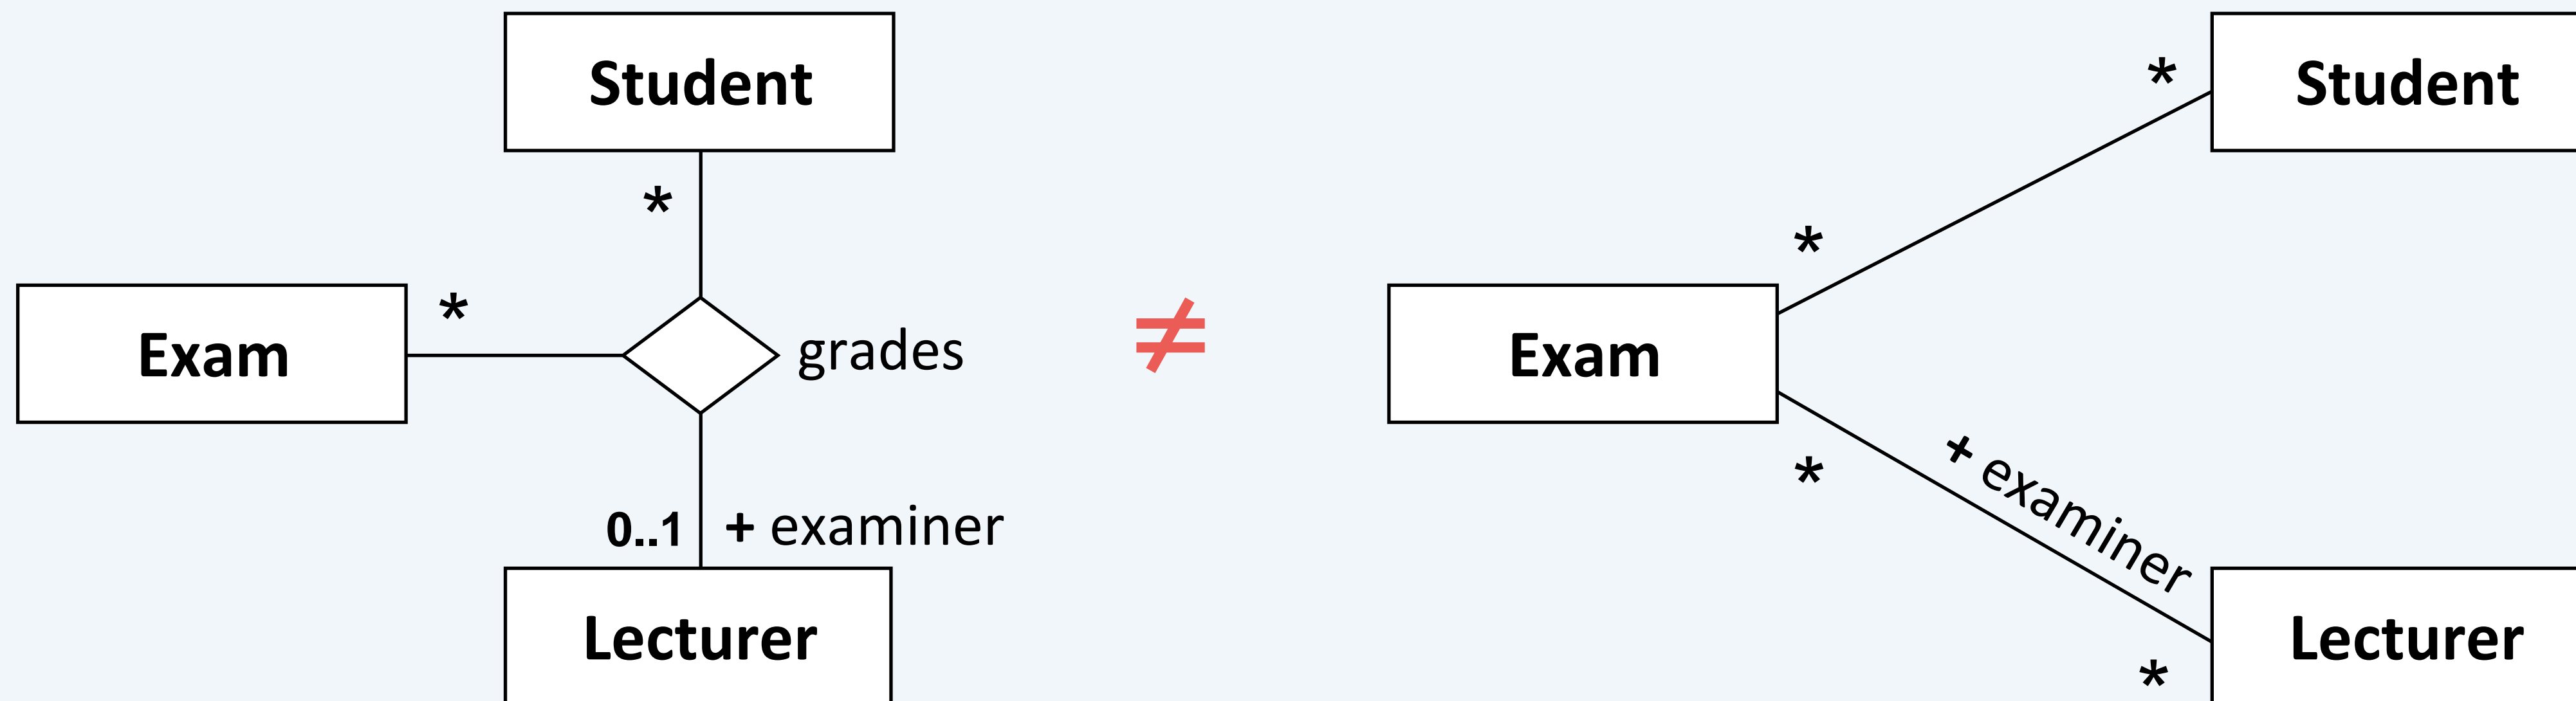 Student
*
Exam
*
grades
0..1
+ examiner
Lecturer
≠
Student
*
*
Exam
*
+ examiner
*
Lecturer